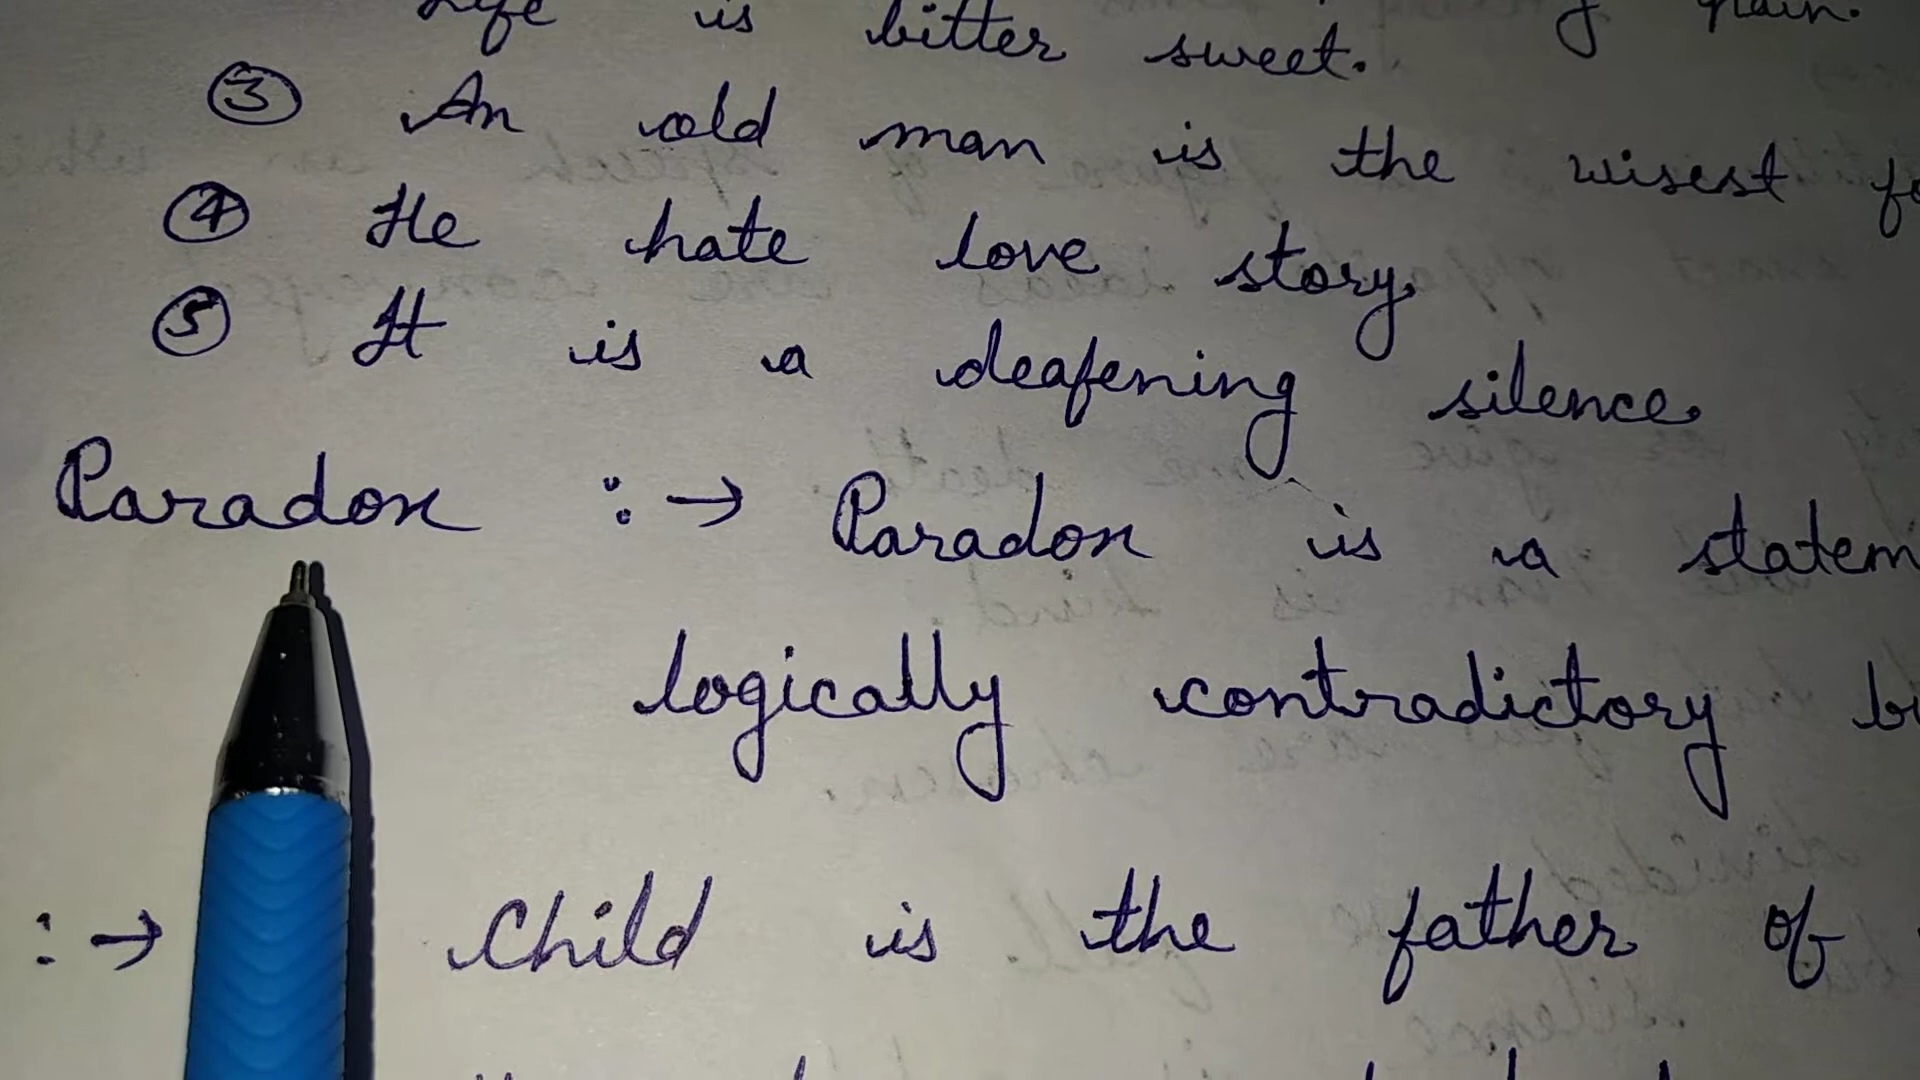 Life is bitter sweet.
③ An old man is the wisest
④ He hate love story.
⑤ It is a deafening silence.
Paradox :→ Paradox is a statem
logically contradictory
:→ Child is the father of